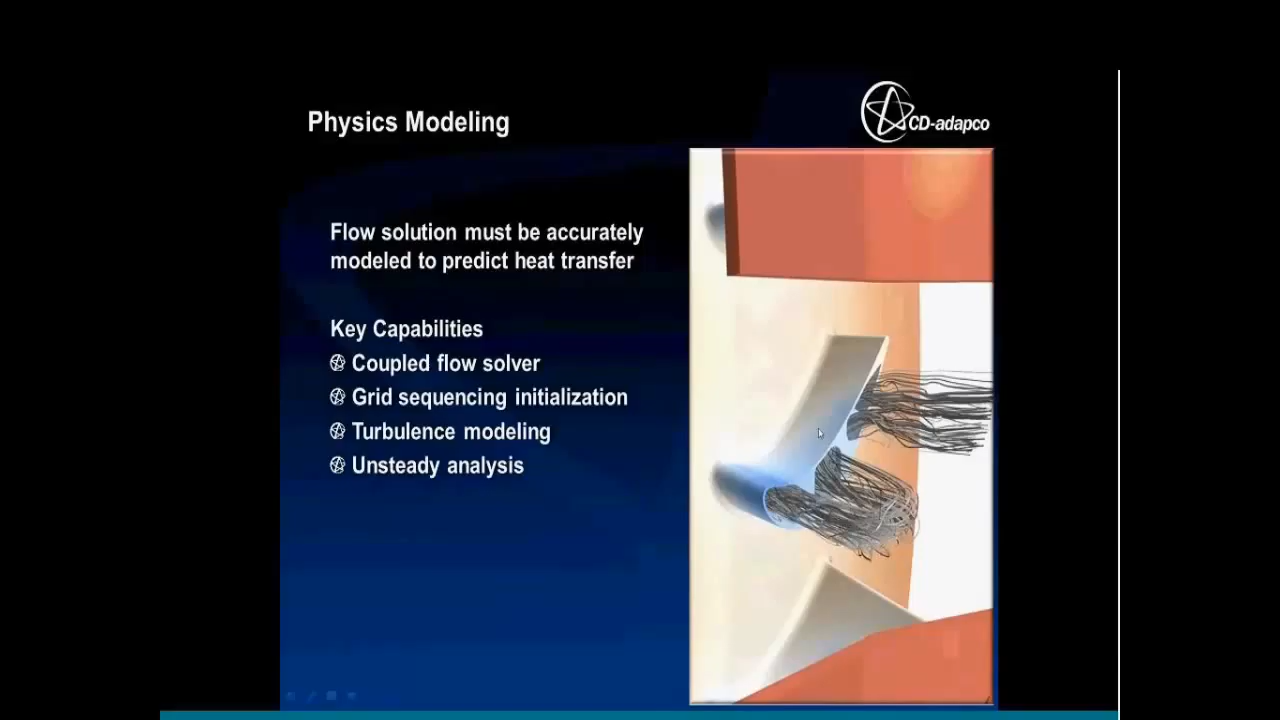 Physics Modeling
CD-adapco
Flow solution must be accurately
modeled to predict heat transfer
Key Capabilities
Coupled flow solver
Grid sequencing initialization
Turbulence modeling
Unsteady analysis